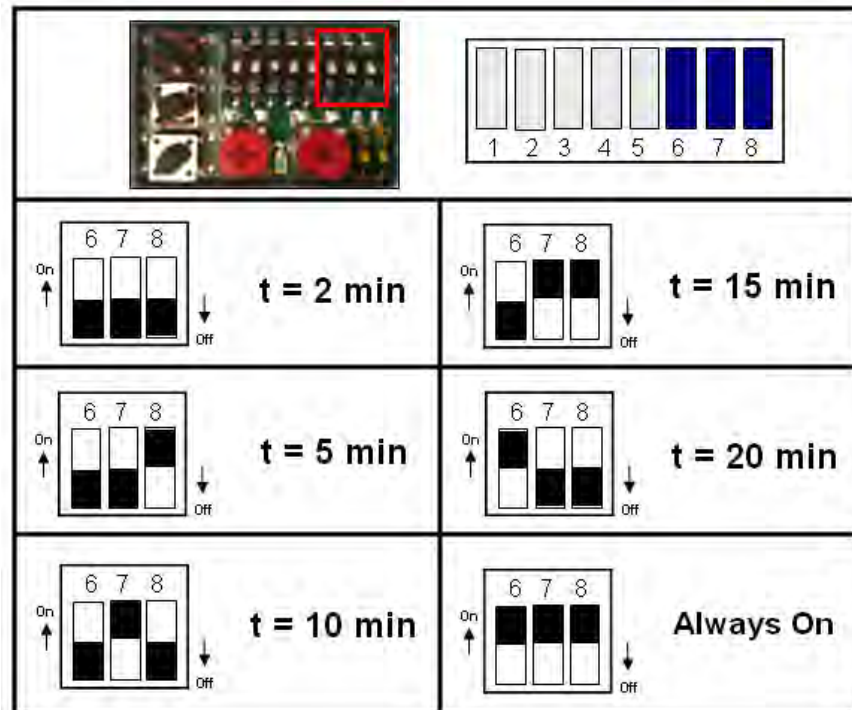 1 2 3 4 5 6 7 8
6 7 8
On
t = 2 min
Off
6 7 8
On
t = 15 min
Off
6 7 8
On
t = 5 min
Off
6 7 8
On
t = 20 min
Off
6 7 8
On
t = 10 min
Off
6 7 8
On
Always On
Off